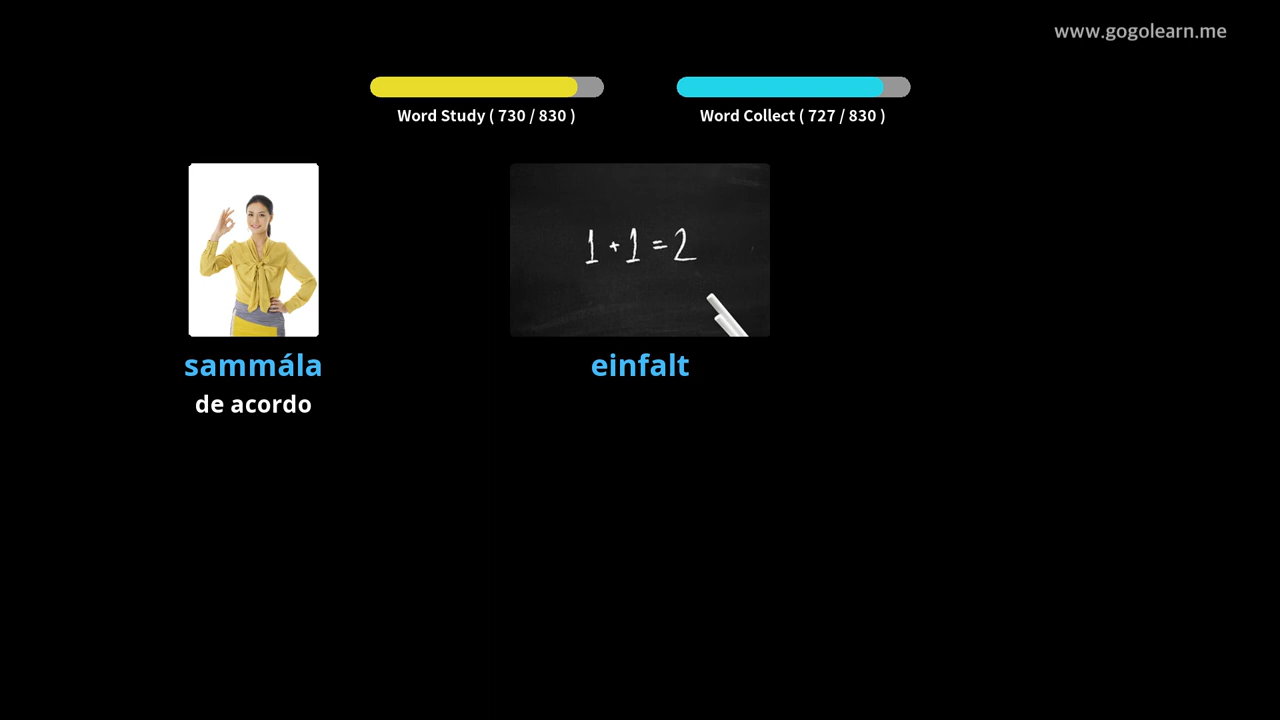 www.gogolearn.me
Word Study ( 730 / 830 )
Word Collect ( 727 / 830 )
1 + 1 = 2
sammála
einfalt
de acordo